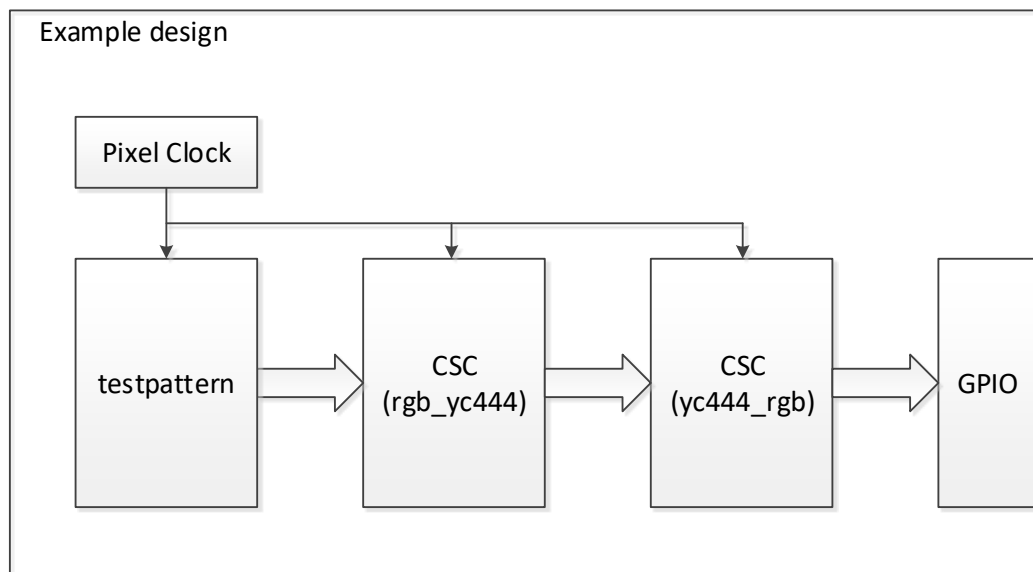 Example design
Pixel Clock
testpattern
CSC
(rgb_yc444)
CSC
(yc444_rgb)
GPIO